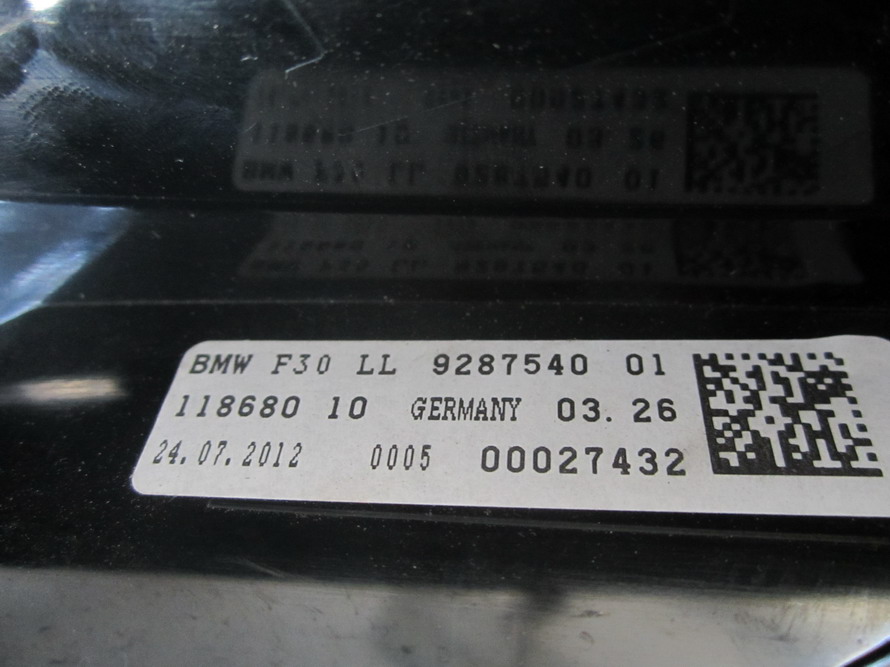 BMW F30 LL 9287540 01
118680 10 GERMANY 03.26
24.07.2012 0005 00027432